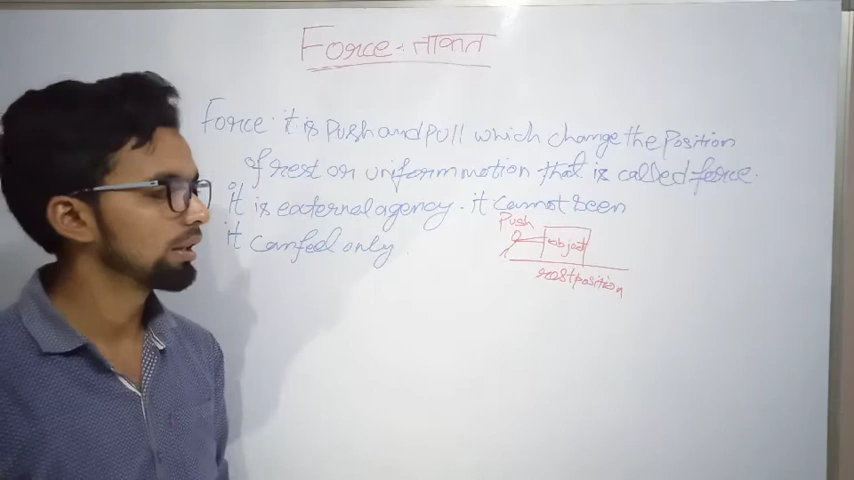 Force - ताकत
Force: it is Push and Pull which change the Position
of rest or uniform motion that is called force.
It is external agency. it cannot seen
it can feel only
Push
object
rest position